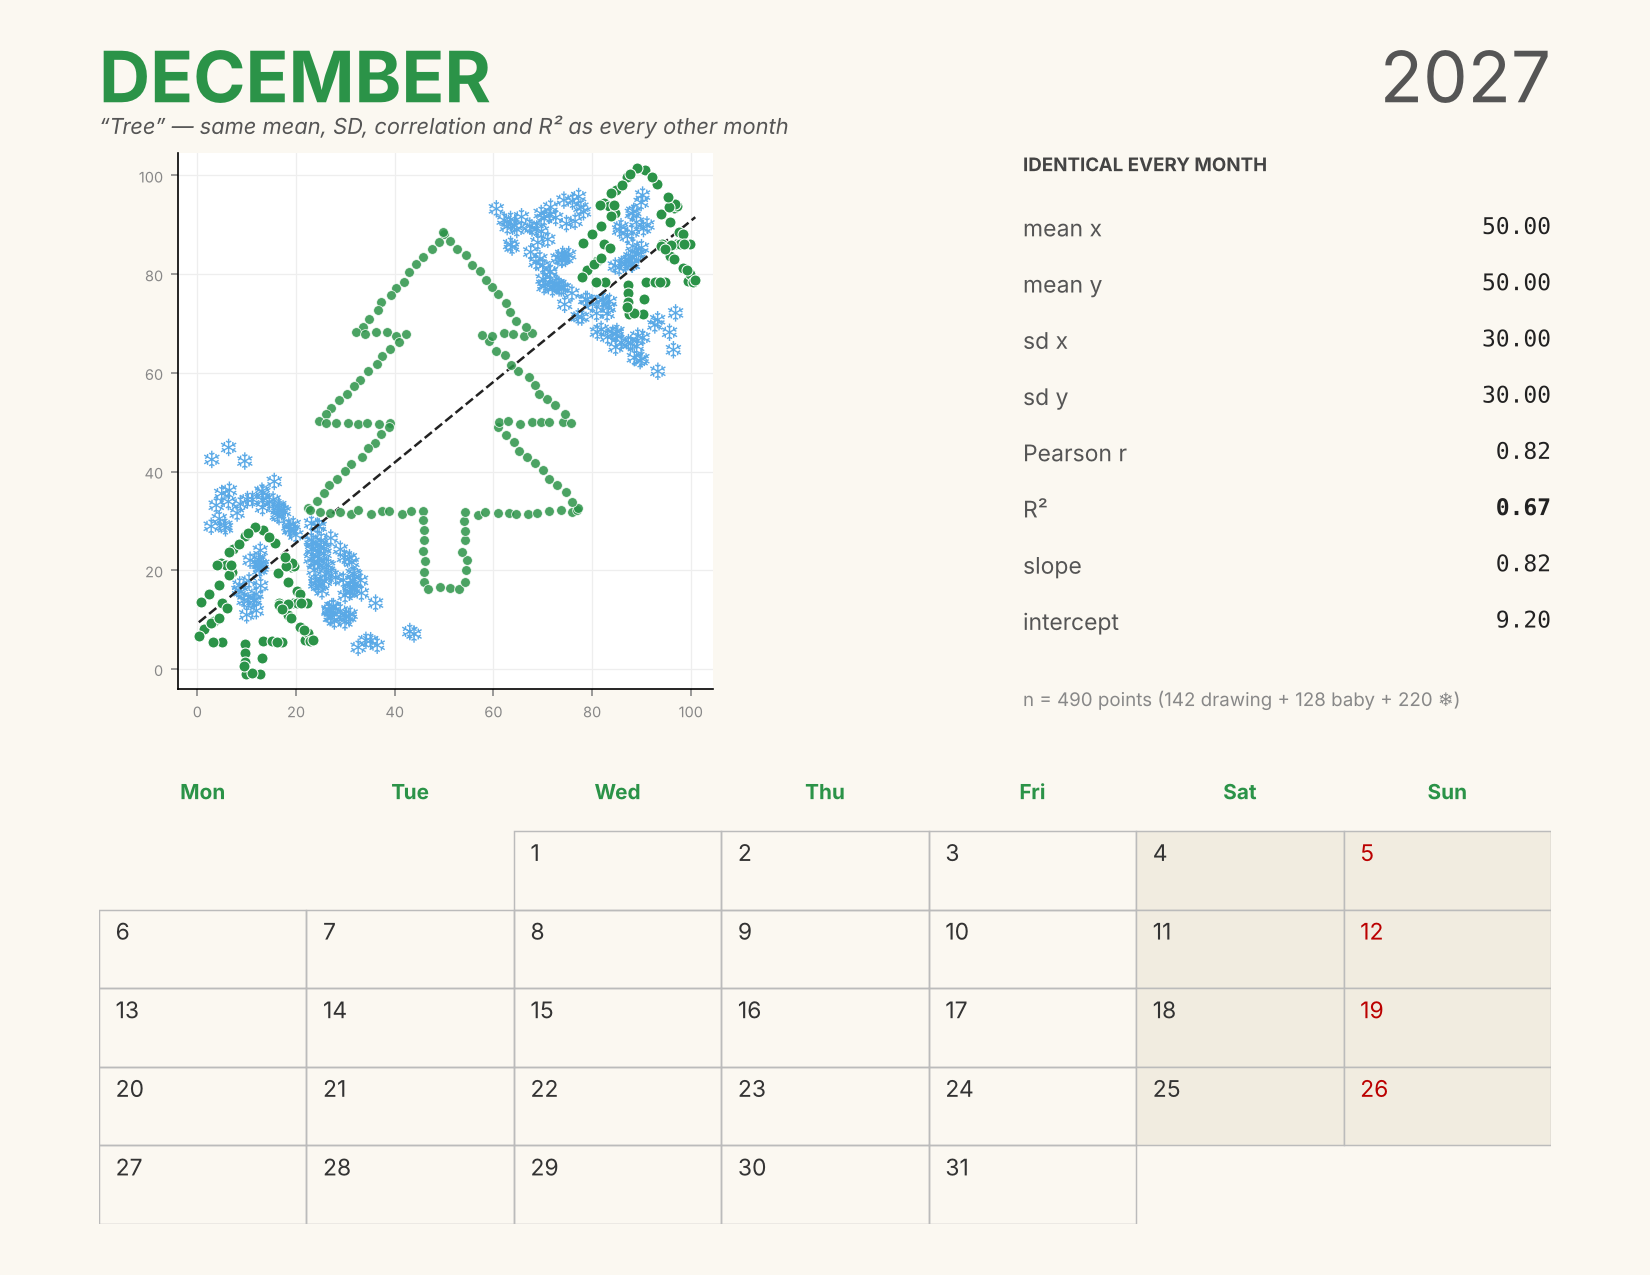 DECEMBER 2027
“Tree” — same mean, SD, correlation and R² as every other month
100
80
60
40
20
0
0 20 40 60 80 100
IDENTICAL EVERY MONTH
mean x 50.00
mean y 50.00
sd x 30.00
sd y 30.00
Pearson r 0.82
R² 0.67
slope 0.82
intercept 9.20
n = 490 points (142 drawing + 128 baby + 220 ❄)
Mon Tue Wed Thu Fri Sat Sun
1 2 3 4 5
6 7 8 9 10 11 12
13 14 15 16 17 18 19
20 21 22 23 24 25 26
27 28 29 30 31